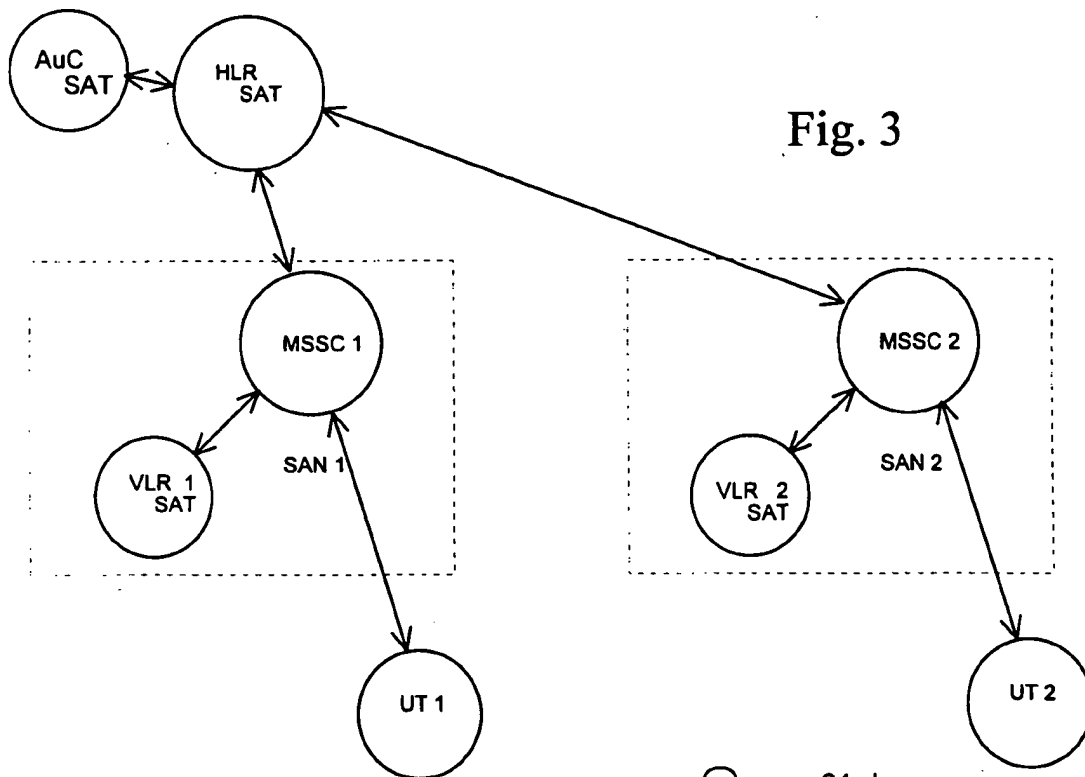 AuC
SAT
HLR
SAT
Fig. 3
MSSC 1
MSSC 2
SAN 1
SAN 2
VLR 1
SAT
VLR 2
SAT
UT 1
UT 2